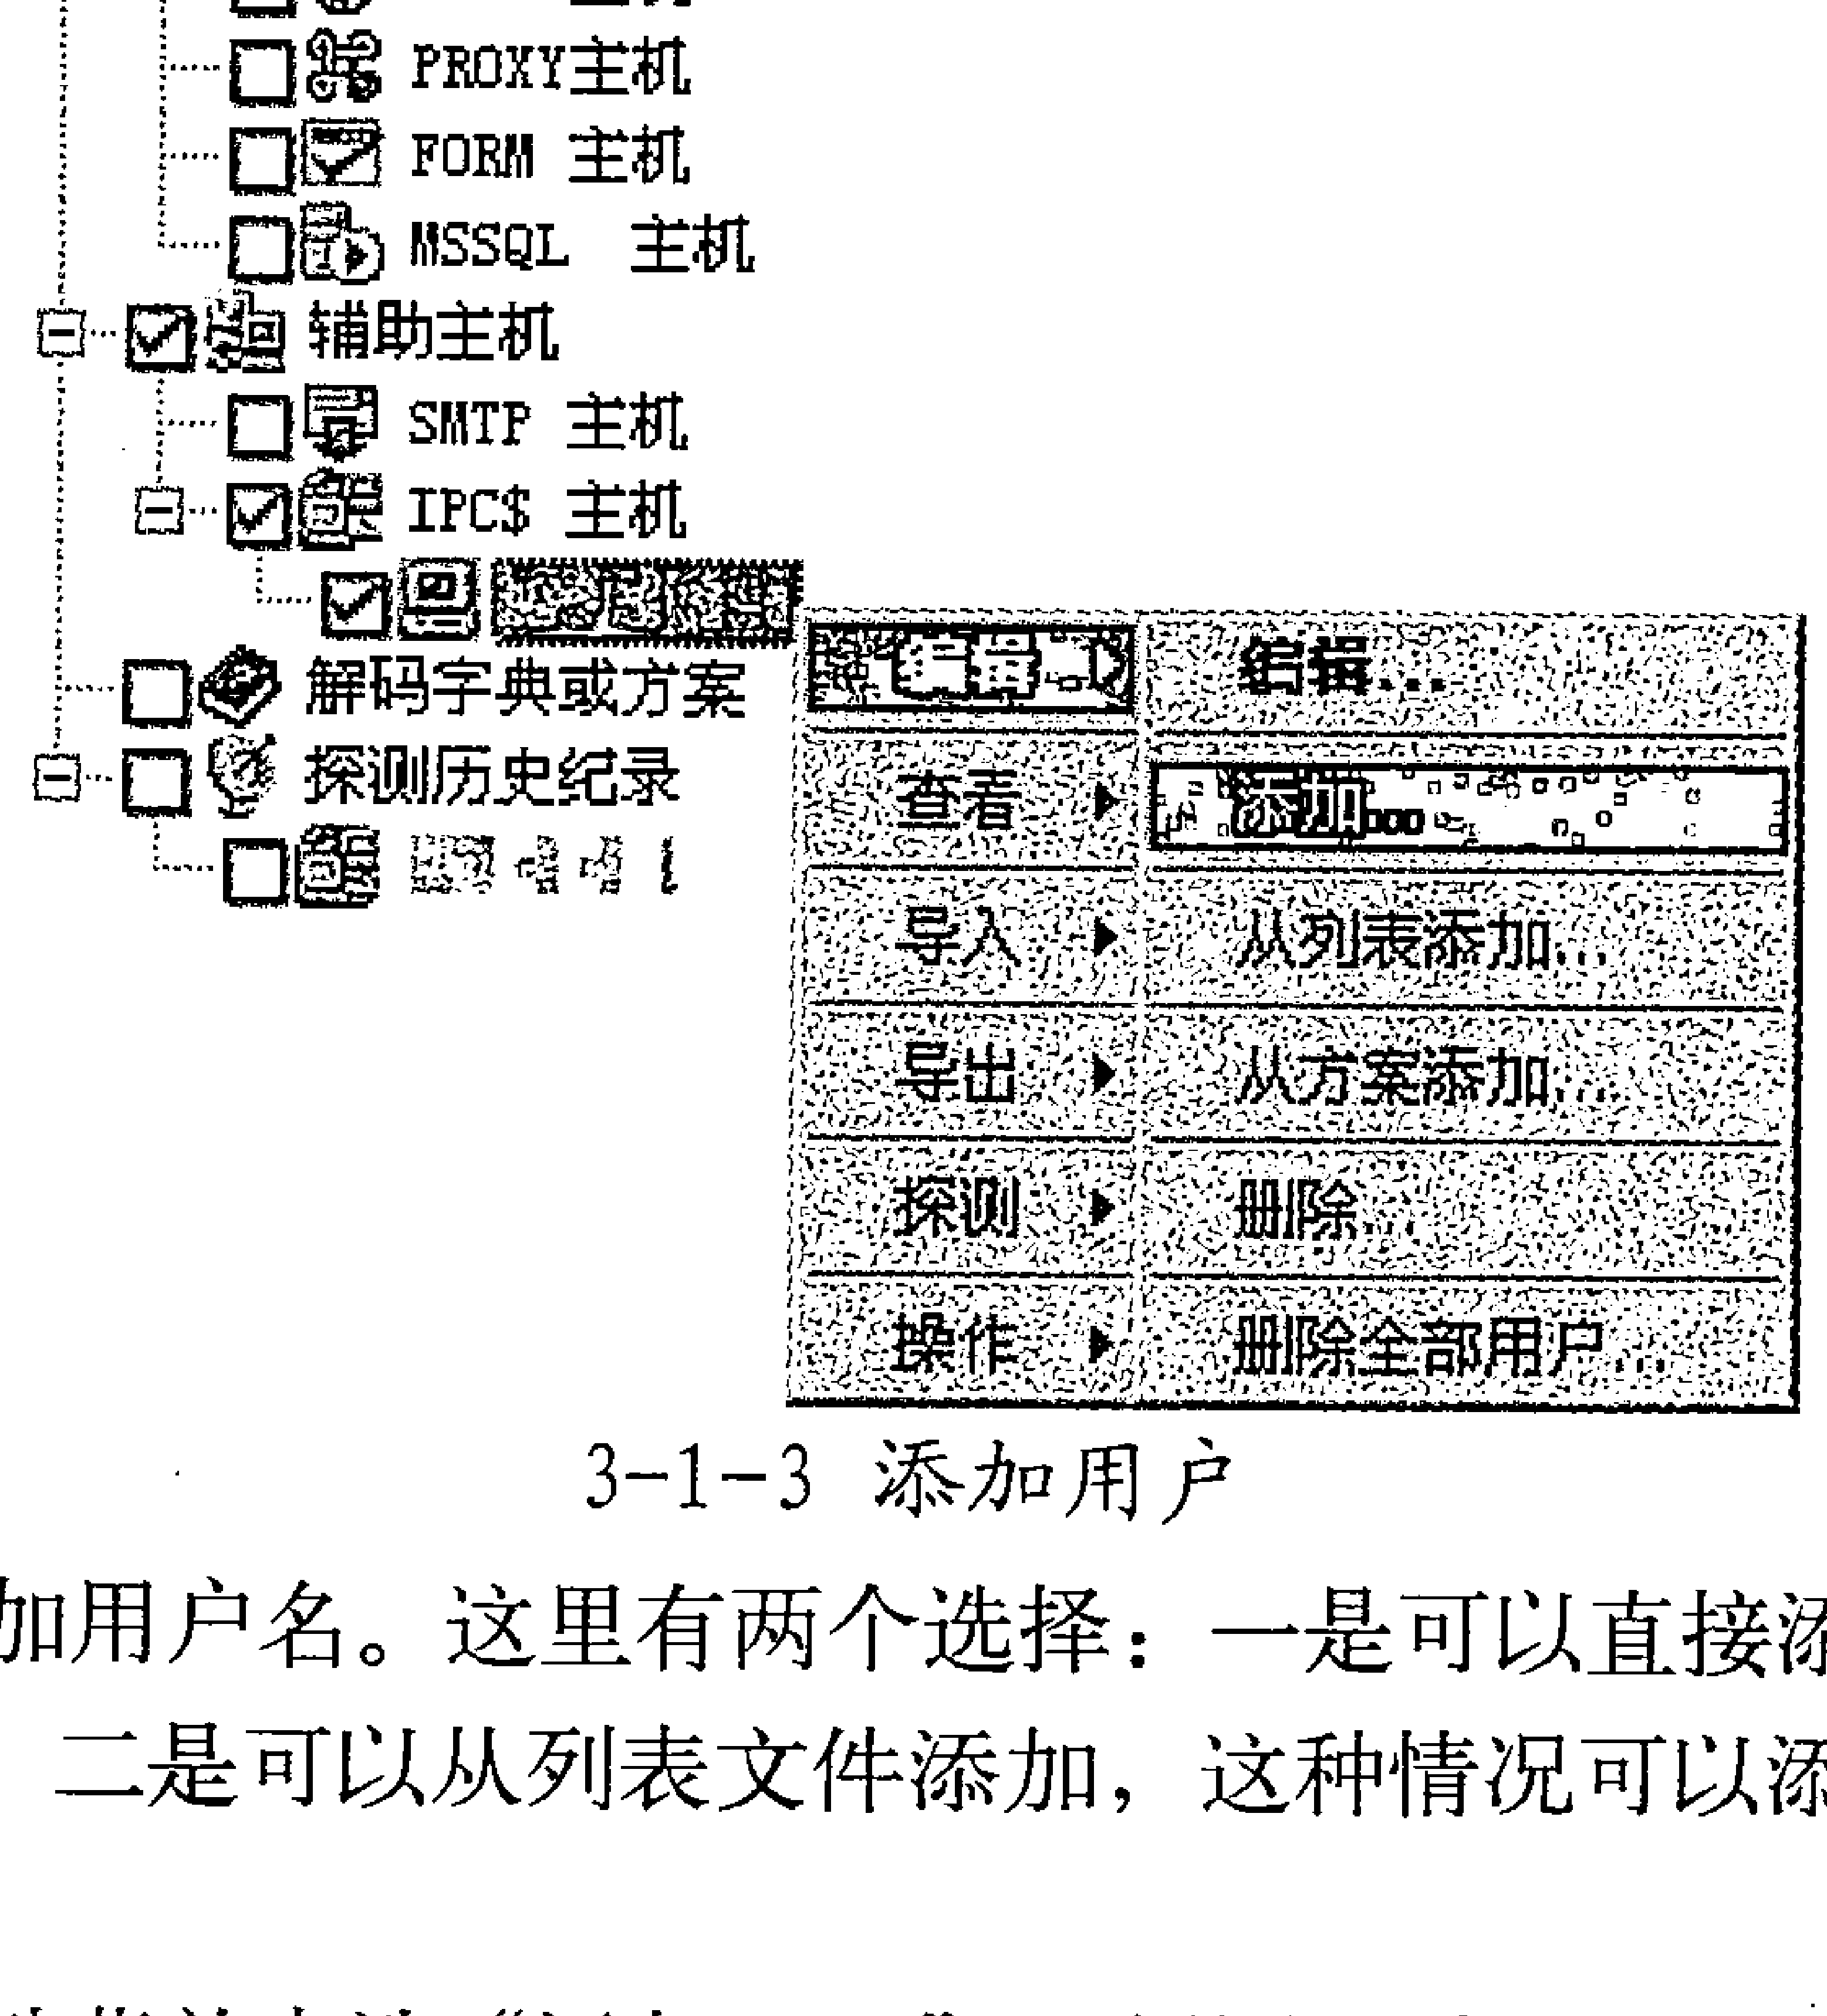 PROXY主机
FORM 主机
MSSQL 主机
辅助主机
SMTP 主机
IPC$ 主机
解码字典或方案
探测历史纪录
编辑
编辑...
查看
添加...
导入
从列表添加...
导出
从方案添加...
探测
删除...
操作
删除全部用户...
3-1-3 添加用户
加用户名。这里有两个选择：一是可以直接添
二是可以从列表文件添加，这种情况可以添